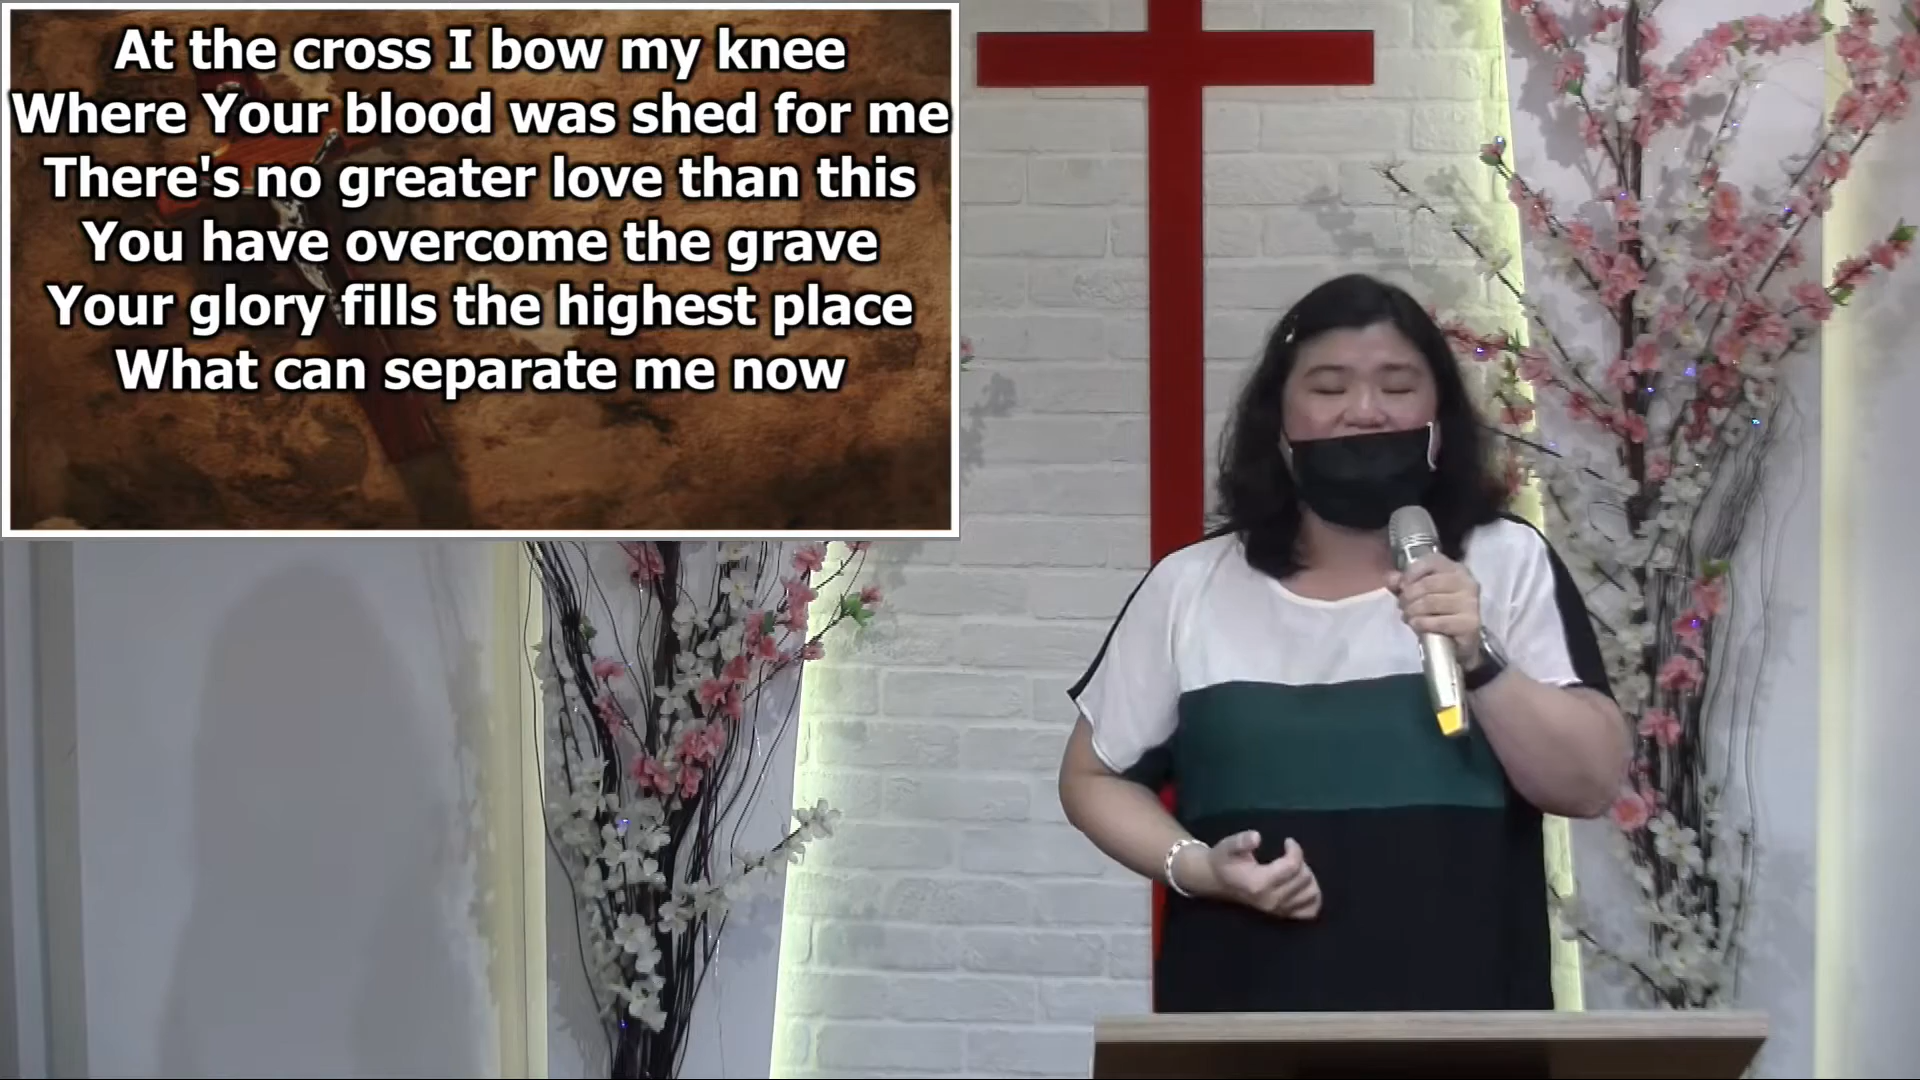 At the cross I bow my knee
Where Your blood was shed for me
There's no greater love than this
You have overcome the grave
Your glory fills the highest place
What can separate me now